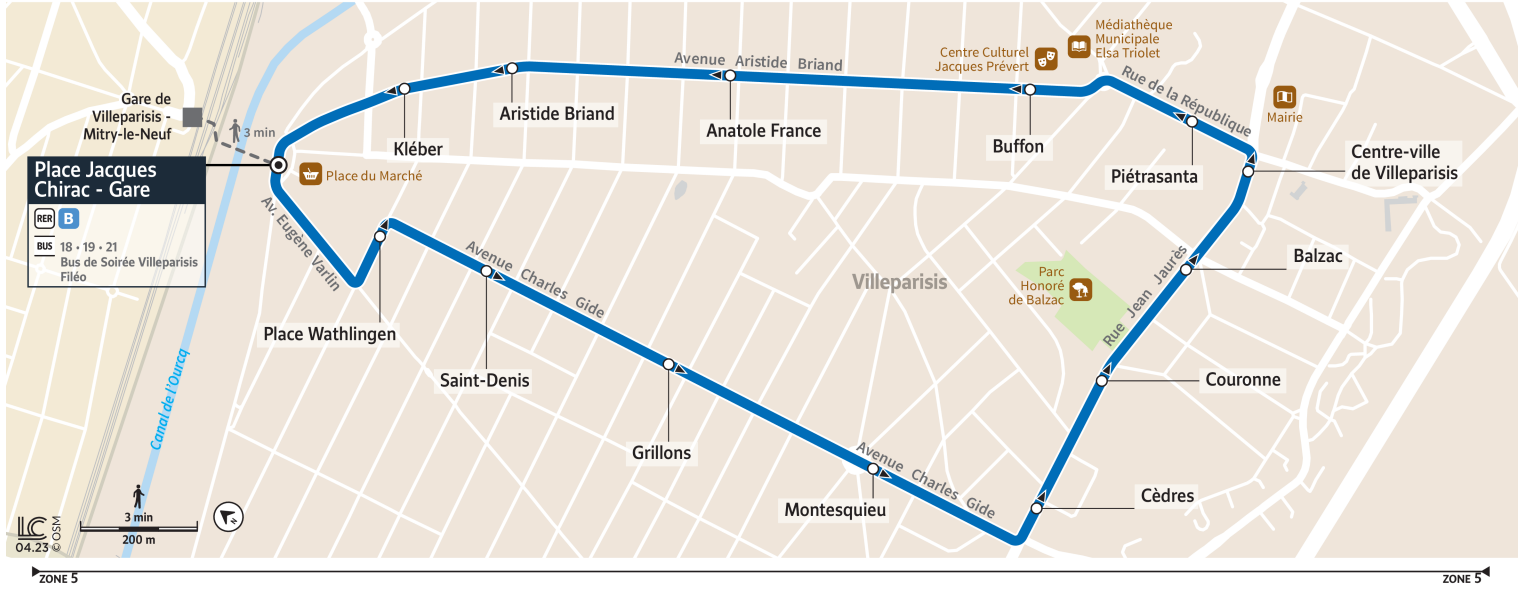 Médiathèque
Municipale
Elsa Triolet
Centre Culturel
Jacques Prévert
Avenue Aristide Briand
Rue de la République
Mairie
Gare de
Villeparisis -
Mitry-le-Neuf
3 min
Aristide Briand
Anatole France
Kléber
Buffon
Piétrasanta
Centre-ville
de Villeparisis
Place Jacques
Chirac - Gare
RER B
BUS 18 • 19 • 21
Bus de Soirée Villeparisis
Filéo
Place du Marché
Av. Eugène Varlin
Avenue Charles Gide
Villeparisis
Parc
Honoré
de Balzac
Rue Jean Jaurès
Balzac
Place Wathlingen
Saint-Denis
Couronne
Canal de l'Ourcq
Grillons
Avenue Charles Gide
Montesquieu
Cèdres
3 min
200 m
N
LC
04.23 © OSM
ZONE 5
ZONE 5